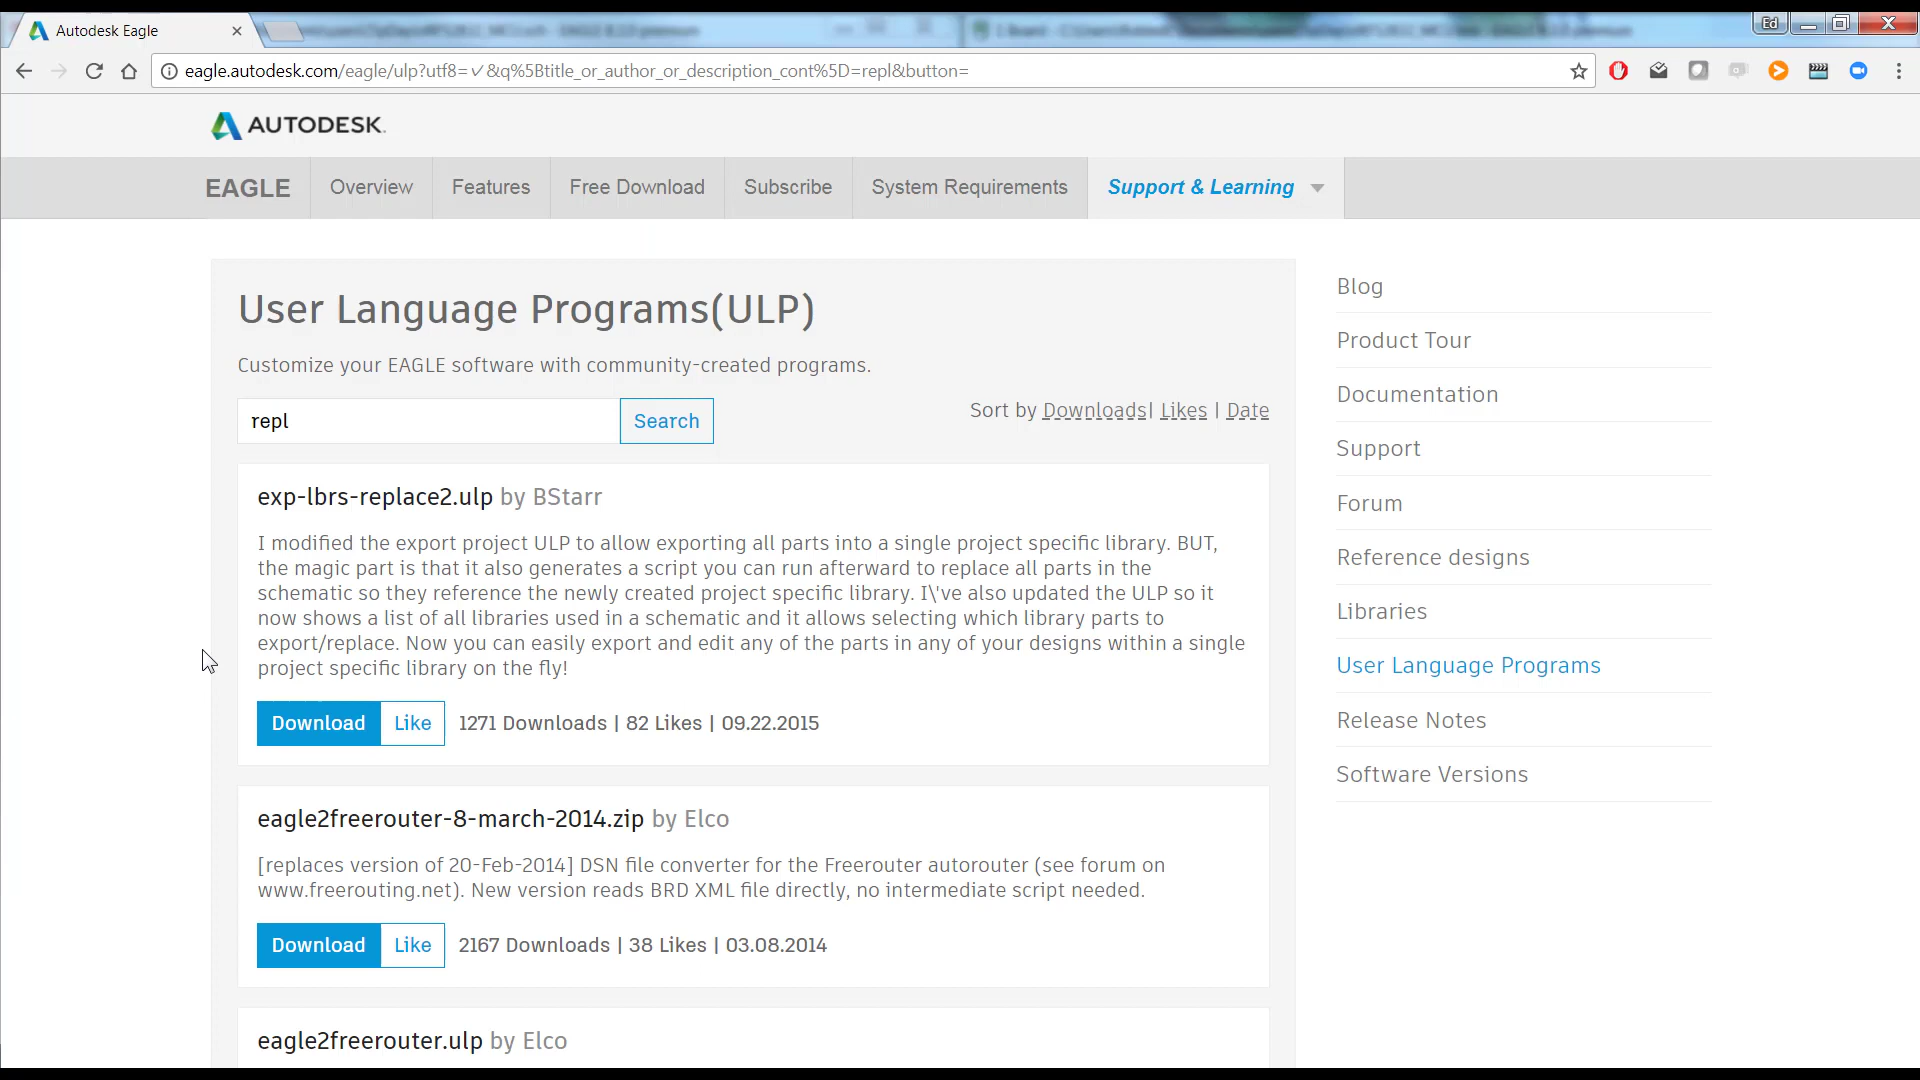 Autodesk Eagle
Ed
eagle.autodesk.com/eagle/ulp?utf8=✓&q%5Btitle_or_author_or_description_cont%5D=repl&button=
AUTODESK.
EAGLE Overview Features Free Download Subscribe System Requirements Support & Learning
User Language Programs(ULP)
Customize your EAGLE software with community-created programs.
repl Search
Sort by Downloads| Likes | Date
exp-lbrs-replace2.ulp by BStarr
I modified the export project ULP to allow exporting all parts into a single project specific library. BUT,
the magic part is that it also generates a script you can run afterward to replace all parts in the
schematic so they reference the newly created project specific library. I\'ve also updated the ULP so it
now shows a list of all libraries used in a schematic and it allows selecting which library parts to
export/replace. Now you can easily export and edit any of the parts in any of your designs within a single
project specific library on the fly!
Download Like 1271 Downloads | 82 Likes | 09.22.2015
eagle2freerouter-8-march-2014.zip by Elco
[replaces version of 20-Feb-2014] DSN file converter for the Freerouter autorouter (see forum on
www.freerouting.net). New version reads BRD XML file directly, no intermediate script needed.
Download Like 2167 Downloads | 38 Likes | 03.08.2014
eagle2freerouter.ulp by Elco
Blog
Product Tour
Documentation
Support
Forum
Reference designs
Libraries
User Language Programs
Release Notes
Software Versions